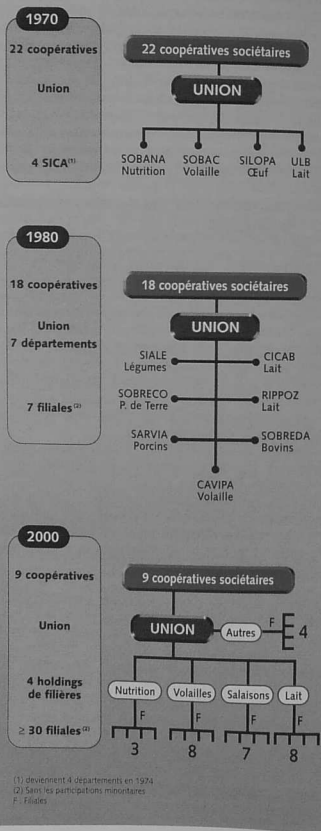 1970
22 coopératives
Union
4 SICA(1)
22 coopératives sociétaires
UNION
SOBANA
Nutrition
SOBAC
Volaille
SILOPA
Œuf
ULB
Lait
1980
18 coopératives
Union
7 départements
7 filiales (2)
18 coopératives sociétaires
UNION
SIALE
Légumes
CICAB
Lait
SOBRECO
P. de Terre
RIPPOZ
Lait
SARVIA
Porcins
SOBREDA
Bovins
CAVIPA
Volaille
2000
9 coopératives
Union
4 holdings
de filières
≥ 30 filiales(2)
9 coopératives sociétaires
UNION
Autres
F
4
Nutrition
Volailles
Salaisons
Lait
F
F
F
F
3
8
7
8
(1) deviennent 4 départements en 1974
(2) Sans les participations minoritaires
F : Filiales